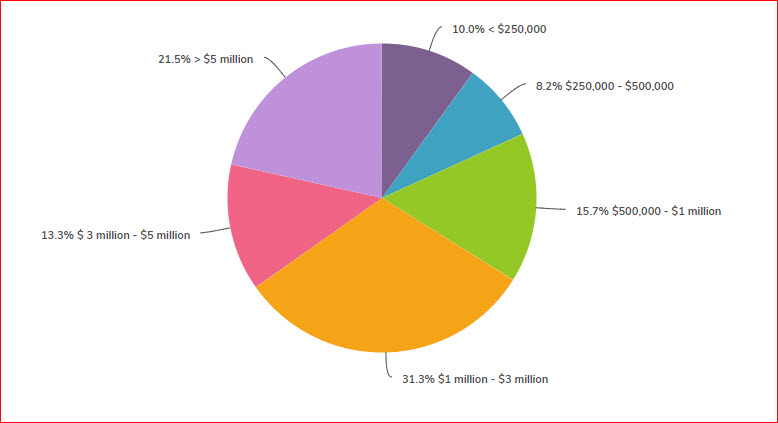 10.0% < $250,000
21.5% > $5 million
8.2% $250,000 - $500,000
15.7% $500,000 - $1 million
13.3% $ 3 million - $5 million
31.3% $1 million - $3 million